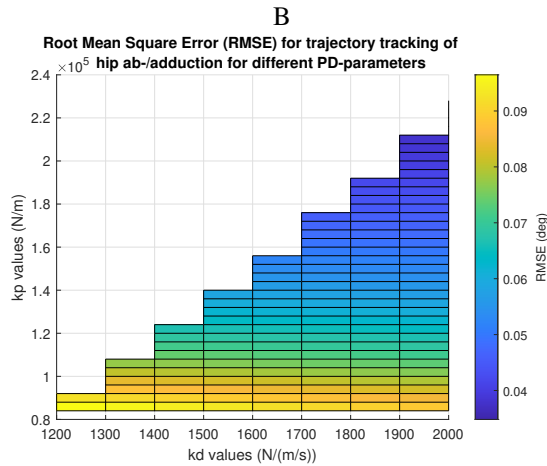 B
Root Mean Square Error (RMSE) for trajectory tracking of
hip ab-/adduction for different PD-parameters
×10⁵
2.4
2.2
2
1.8
1.6
1.4
1.2
1
0.8
kp values (N/m)
1200 1300 1400 1500 1600 1700 1800 1900 2000
kd values (N/(m/s))
0.09
0.08
0.07
0.06
0.05
0.04
RMSE (deg)